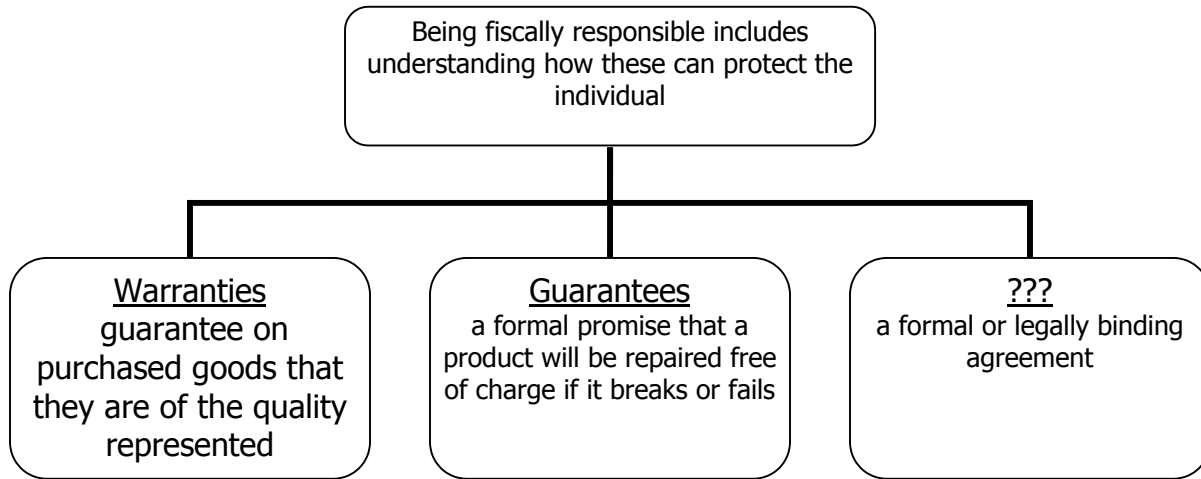 Being fiscally responsible includes
understanding how these can protect the
individual
Warranties
guarantee on
purchased goods that
they are of the quality
represented
Guarantees
a formal promise that a
product will be repaired free
of charge if it breaks or fails
???
a formal or legally binding
agreement